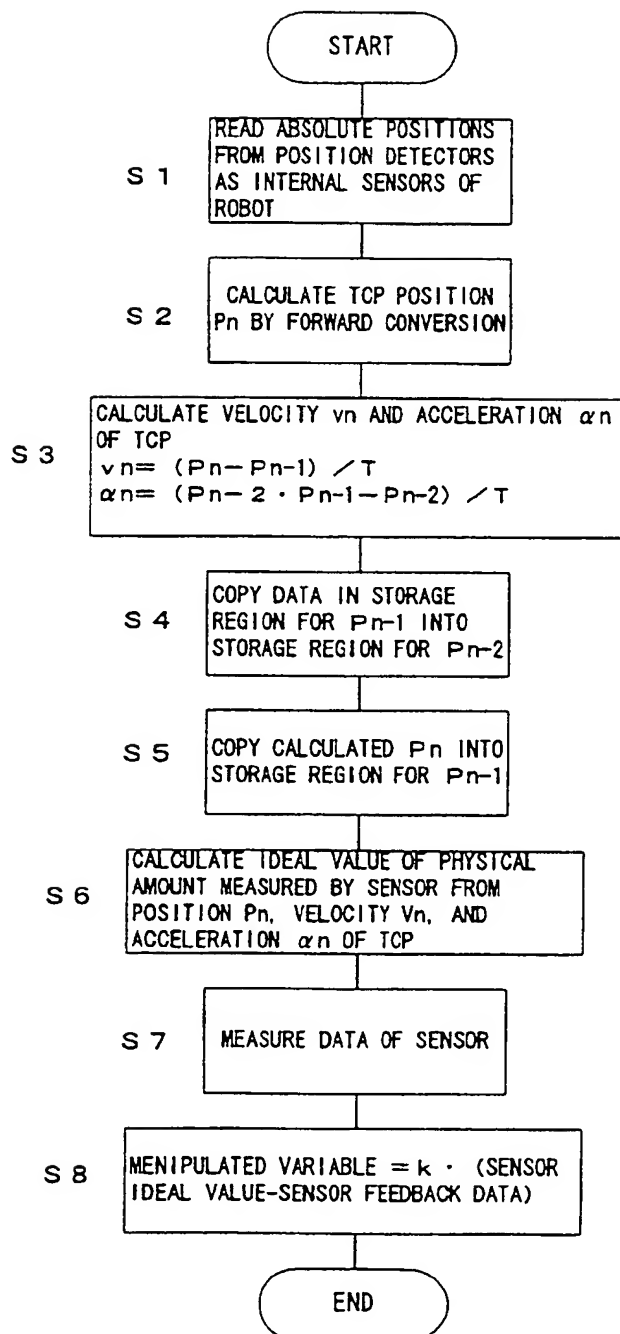 START
S 1
READ ABSOLUTE POSITIONS
FROM POSITION DETECTORS
AS INTERNAL SENSORS OF
ROBOT
S 2
CALCULATE TCP POSITION
Pn BY FORWARD CONVERSION
S 3
CALCULATE VELOCITY vn AND ACCELERATION αn
OF TCP
vn= (Pn-Pn-1) /T
αn= (Pn-2・Pn-1-Pn-2) /T
S 4
COPY DATA IN STORAGE
REGION FOR Pn-1 INTO
STORAGE REGION FOR Pn-2
S 5
COPY CALCULATED Pn INTO
STORAGE REGION FOR Pn-1
S 6
CALCULATE IDEAL VALUE OF PHYSICAL
AMOUNT MEASURED BY SENSOR FROM
POSITION Pn, VELOCITY Vn, AND
ACCELERATION αn OF TCP
S 7
MEASURE DATA OF SENSOR
S 8
MENIPULATED VARIABLE =k・ (SENSOR
IDEAL VALUE-SENSOR FEEDBACK DATA)
END